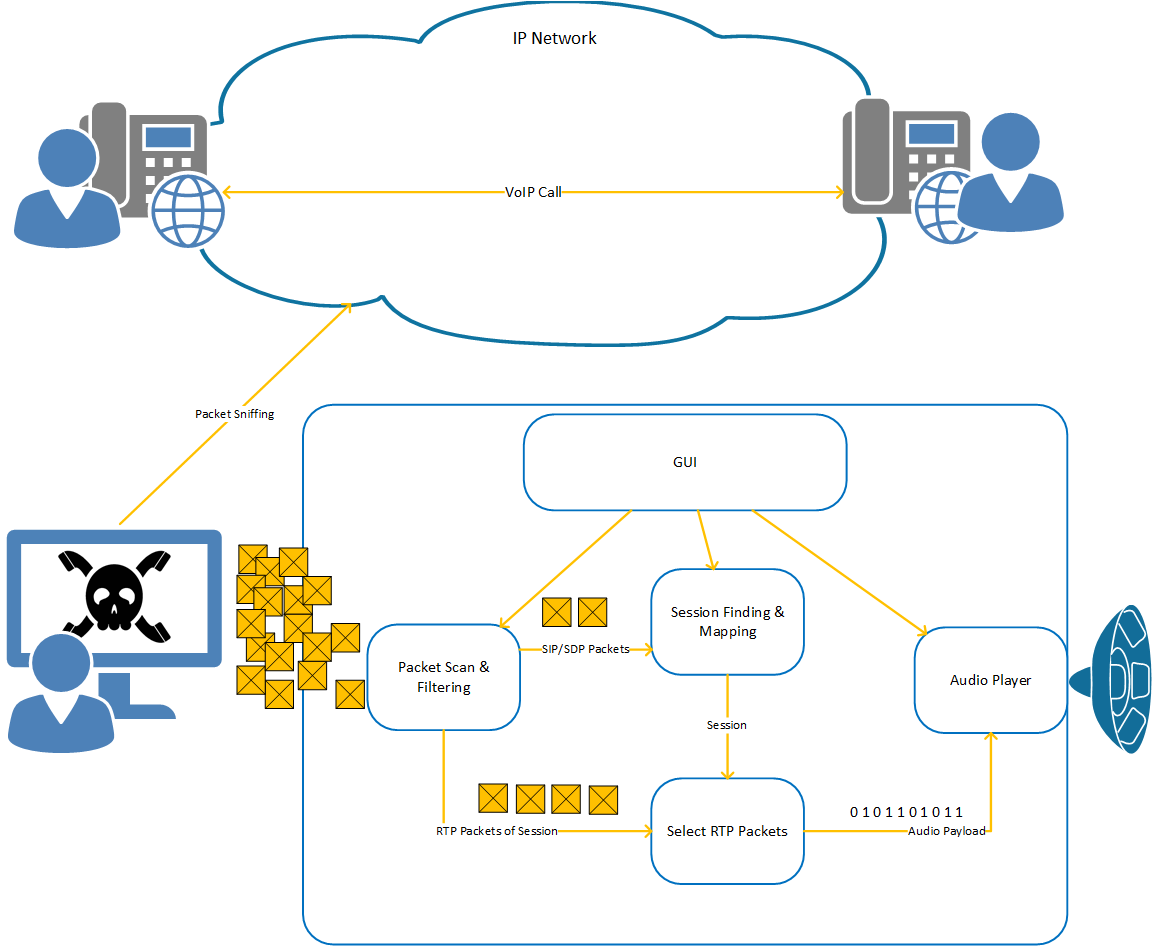 IP Network
VoIP Call
Packet Sniffing
GUI
Session Finding &
Mapping
SIP/SDP Packets
Packet Scan &
Filtering
Audio Player
Session
RTP Packets of Session
Select RTP Packets
0 1 0 1 1 0 1 0 1 1
Audio Payload